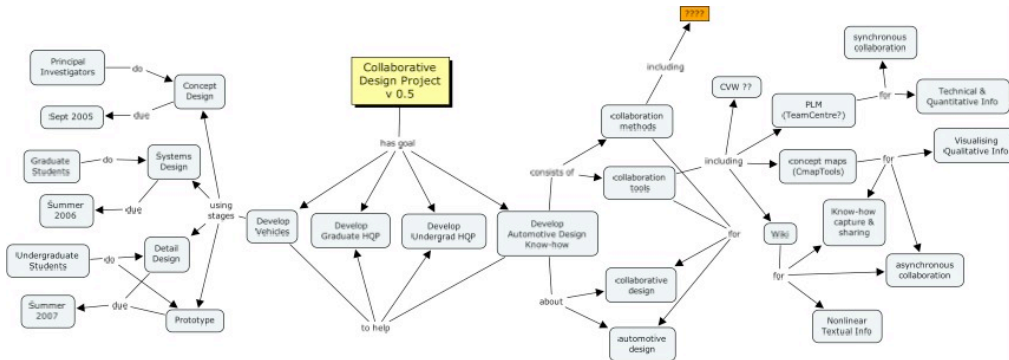 ????
Collaborative
Design Project
v 0.5
has goal
Principal
Investigators
do
Concept
Design
Sept 2005
due
Graduate
Students
do
Systems
Design
Summer
2006
due
using
stages
Undergraduate
Students
do
Detail
Design
Summer
2007
due
Prototype
Develop
Vehicles
Develop
Graduate HQP
Develop
Undergrad HQP
Develop
Automotive Design
Know-how
to help
consists of
about
collaboration
methods
including
collaboration
tools
including
for
collaborative
design
automotive
design
CVW ??
PLM
(TeamCentre?)
for
synchronous
collaboration
Technical &
Quantitative Info
concept maps
(CmapTools)
for
Visualising
Qualitative Info
Know-how
capture &
sharing
Wiki
for
asynchronous
collaboration
Nonlinear
Textual Info